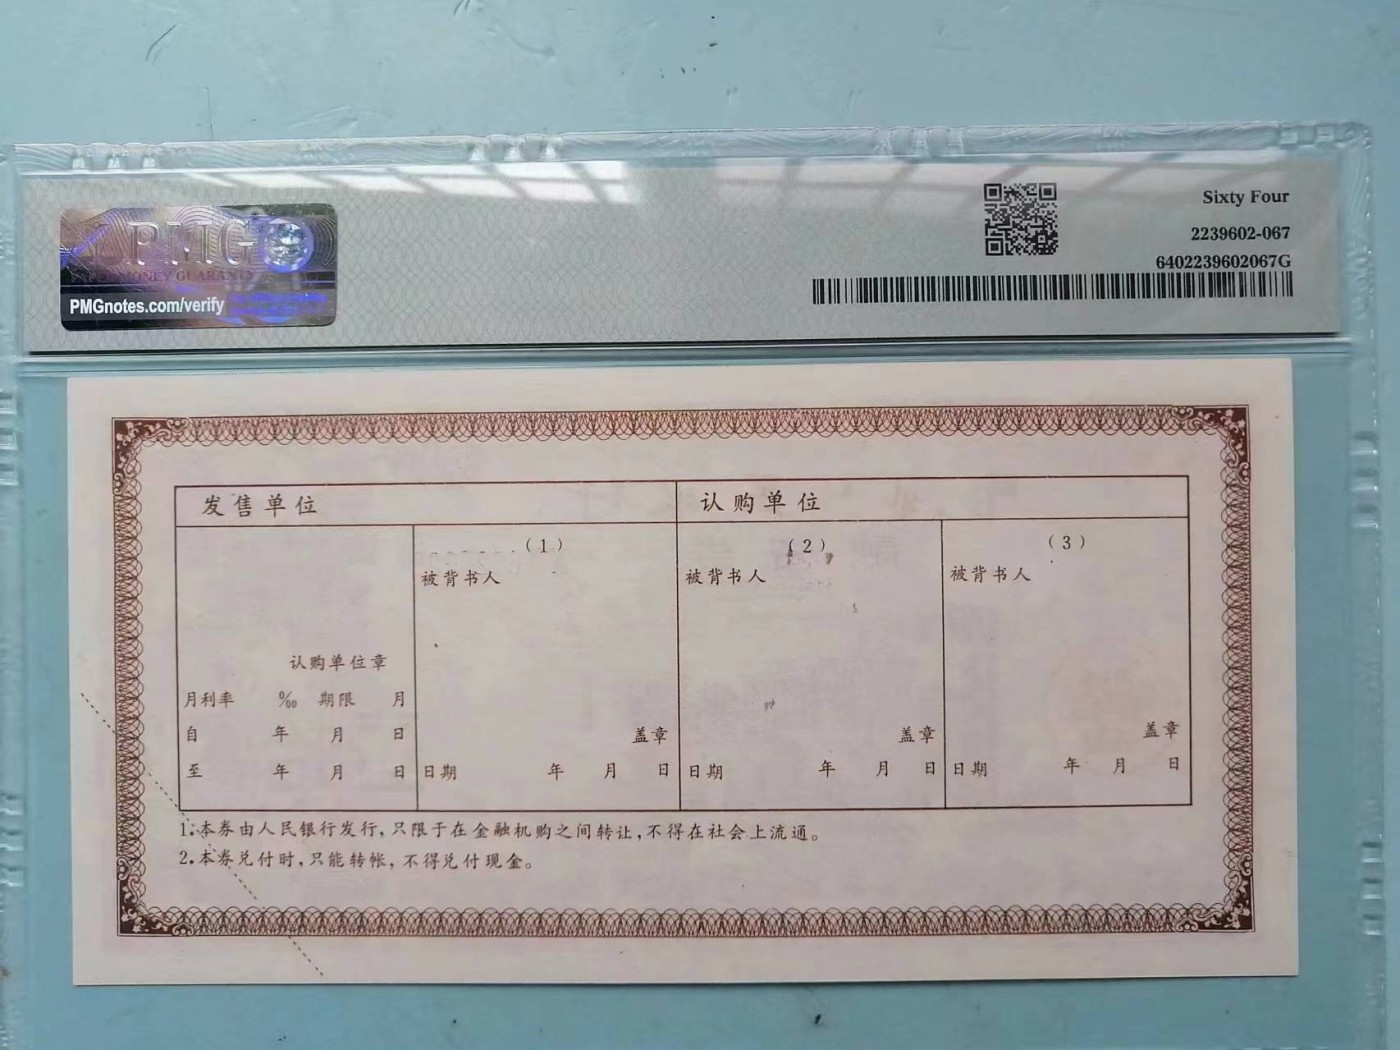 PMG
MONEY GUARANTY
PMGnotes.com/verify
Sixty Four
2239602-067
6402239602067G
发售单位
认购单位
(1)
(2)
(3)
被背书人
被背书人
被背书人
认购单位章
月利率 ‰ 期限 月
自 年 月 日
至 年 月 日
盖章
日期 年 月 日
盖章
日期 年 月 日
盖章
日期 年 月 日
1.本券由人民银行发行,只限于在金融机购之间转让,不得在社会上流通。
2.本券兑付时,只能转帐,不得兑付现金。